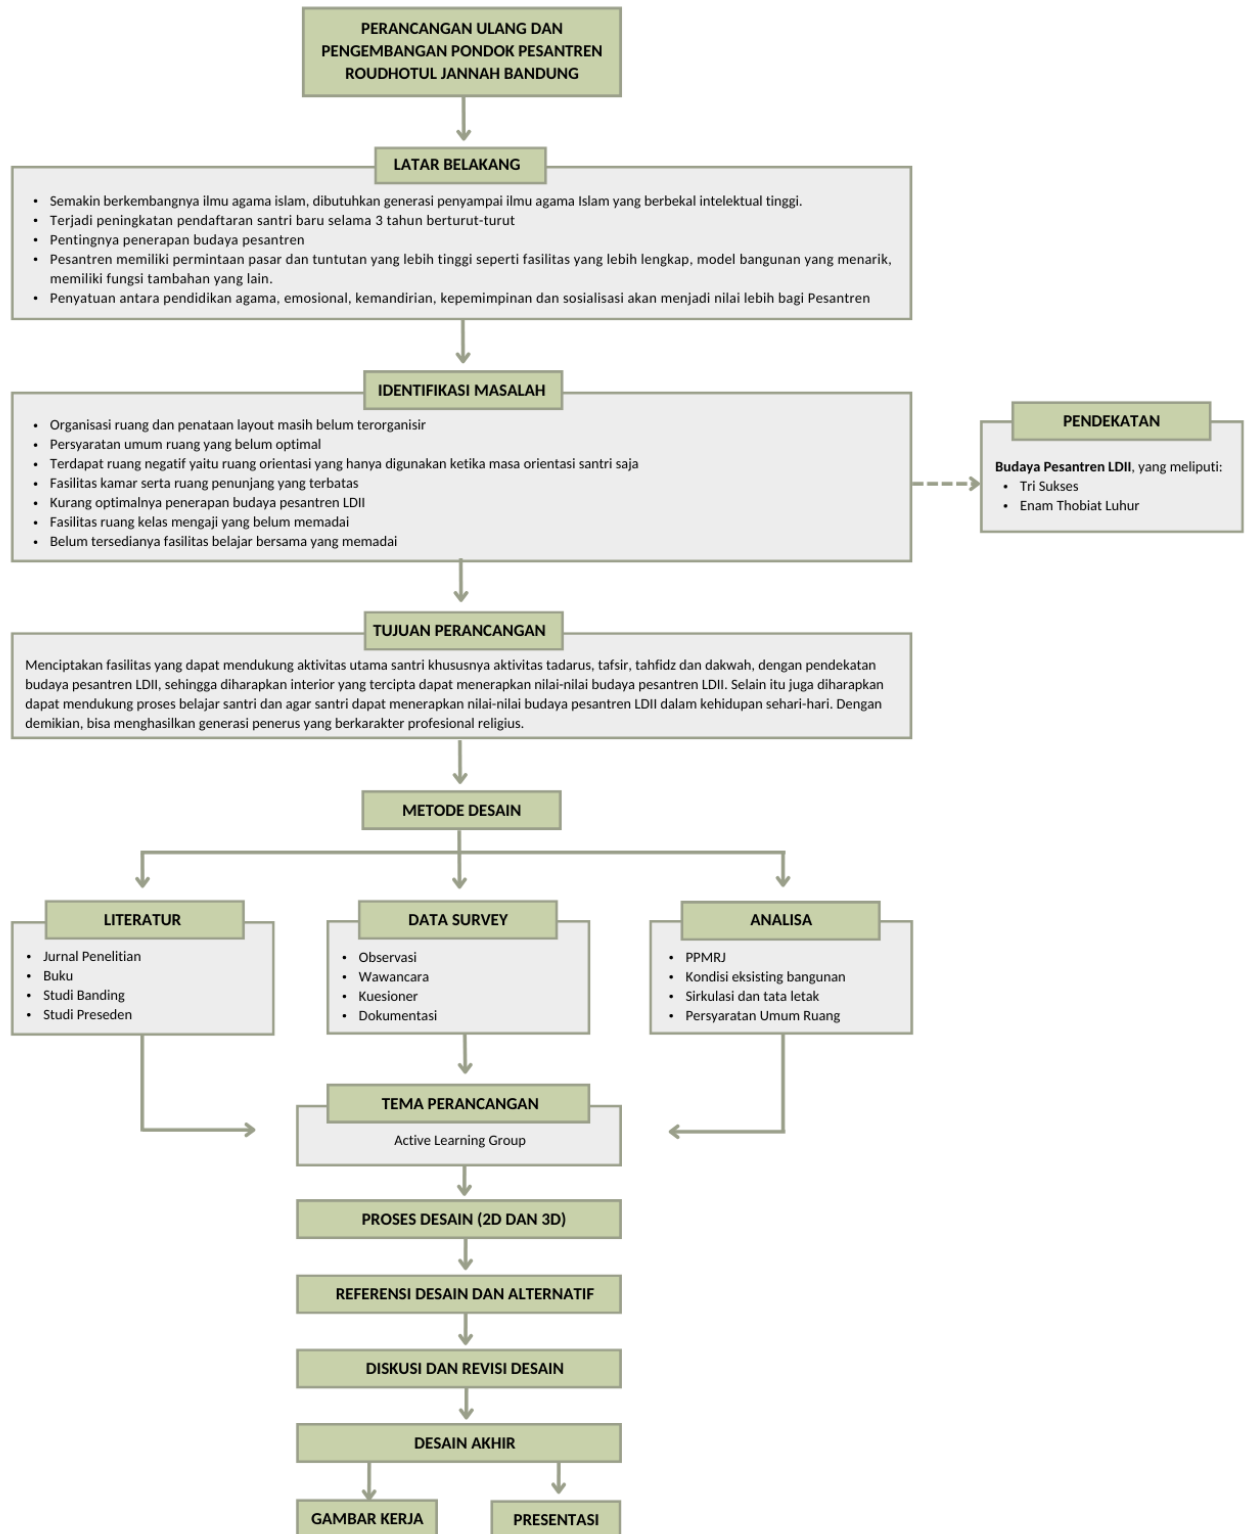 PERANCANGAN ULANG DAN
PENGEMBANGAN PONDOK PESANTREN
ROUDHOTUL JANNAH BANDUNG
LATAR BELAKANG
• Semakin berkembangnya ilmu agama islam, dibutuhkan generasi penyampai ilmu agama Islam yang berbekal intelektual tinggi.
• Terjadi peningkatan pendaftaran santri baru selama 3 tahun berturut-turut
• Pentingnya penerapan budaya pesantren
• Pesantren memiliki permintaan pasar dan tuntutan yang lebih tinggi seperti fasilitas yang lebih lengkap, model bangunan yang menarik,
memiliki fungsi tambahan yang lain.
• Penyatuan antara pendidikan agama, emosional, kemandirian, kepemimpinan dan sosialisasi akan menjadi nilai lebih bagi Pesantren
IDENTIFIKASI MASALAH
• Organisasi ruang dan penataan layout masih belum terorganisir
• Persyaratan umum ruang yang belum optimal
• Terdapat ruang negatif yaitu ruang orientasi yang hanya digunakan ketika masa orientasi santri saja
• Fasilitas kamar serta ruang penunjang yang terbatas
• Kurang optimalnya penerapan budaya pesantren LDII
• Fasilitas ruang kelas mengaji yang belum memadai
• Belum tersedianya fasilitas belajar bersama yang memadai
PENDEKATAN
Budaya Pesantren LDII, yang meliputi:
• Tri Sukses
• Enam Thobiat Luhur
TUJUAN PERANCANGAN
Menciptakan fasilitas yang dapat mendukung aktivitas utama santri khususnya aktivitas tadarus, tafsir, tahfidz dan dakwah, dengan pendekatan
budaya pesantren LDII, sehingga diharapkan interior yang tercipta dapat menerapkan nilai-nilai budaya pesantren LDII. Selain itu juga diharapkan
dapat mendukung proses belajar santri dan agar santri dapat menerapkan nilai-nilai budaya pesantren LDII dalam kehidupan sehari-hari. Dengan
demikian, bisa menghasilkan generasi penerus yang berkarakter profesional religius.
METODE DESAIN
LITERATUR
• Jurnal Penelitian
• Buku
• Studi Banding
• Studi Preseden
DATA SURVEY
• Observasi
• Wawancara
• Kuesioner
• Dokumentasi
ANALISA
• PPMRJ
• Kondisi eksisting bangunan
• Sirkulasi dan tata letak
• Persyaratan Umum Ruang
TEMA PERANCANGAN
Active Learning Group
PROSES DESAIN (2D DAN 3D)
REFERENSI DESAIN DAN ALTERNATIF
DISKUSI DAN REVISI DESAIN
DESAIN AKHIR
GAMBAR KERJA
PRESENTASI